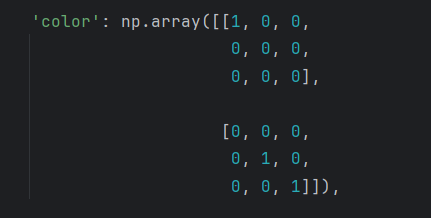 'color': np.array([[1, 0, 0,
0, 0, 0,
0, 0, 0],
[0, 0, 0,
0, 1, 0,
0, 0, 1]]),